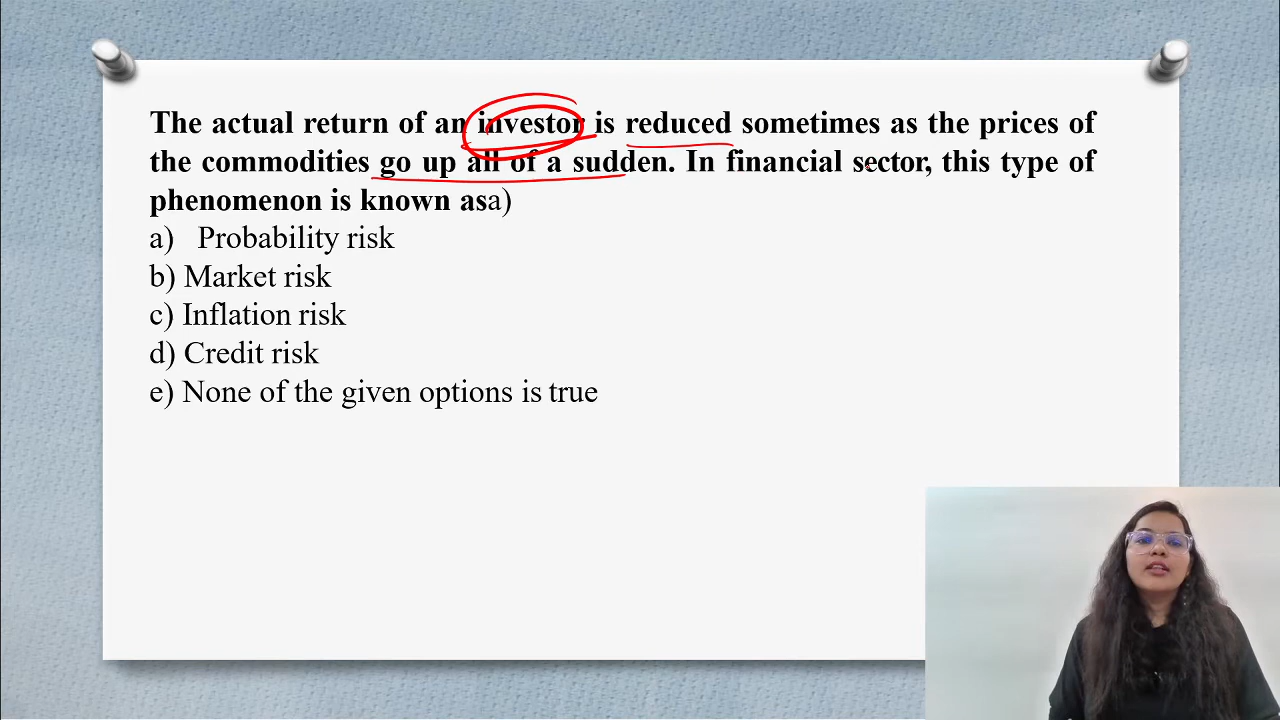 The actual return of an investor is reduced sometimes as the prices of
the commodities go up all of a sudden. In financial sector, this type of
phenomenon is known asa)
a) Probability risk
b) Market risk
c) Inflation risk
d) Credit risk
e) None of the given options is true